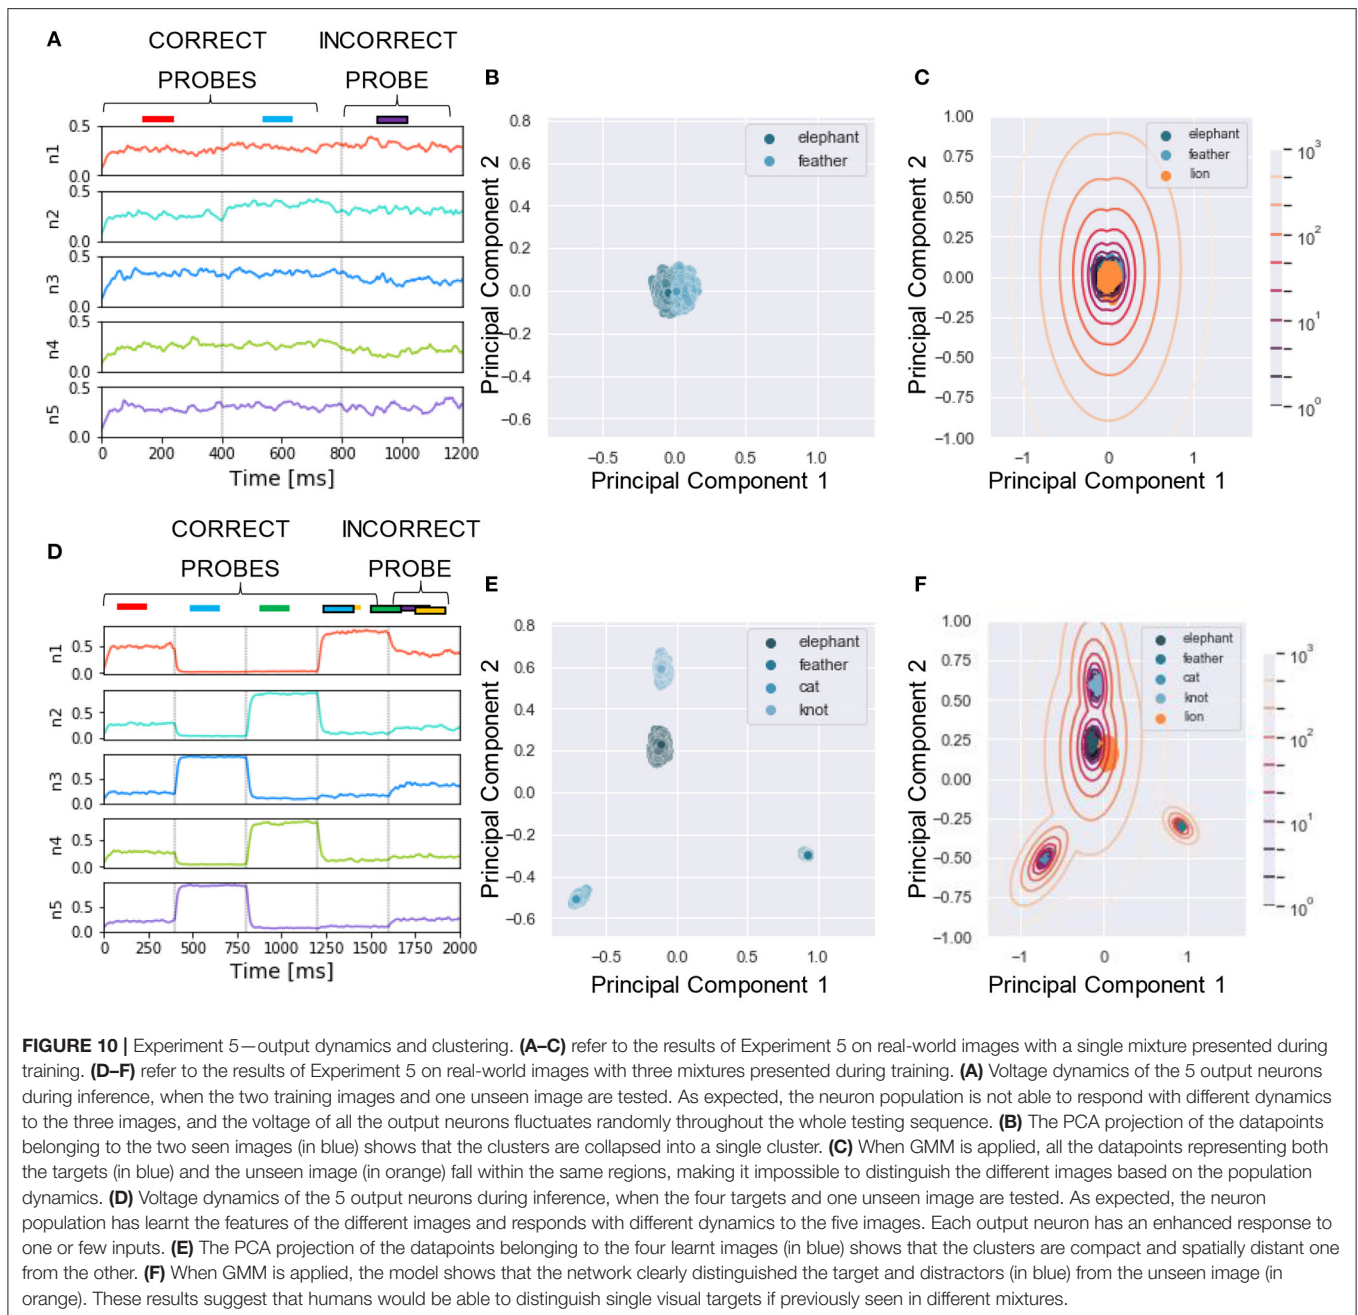 A
CORRECT
INCORRECT
PROBES
PROBE
0.5
n1
0.0
0.5
n2
0.0
0.5
n3
0.0
0.5
n4
0.0
0.5
n5
0.0
0
200
400
600
800
1000
1200
Time [ms]
B
elephant
feather
0.8
0.6
0.4
0.2
0.0
−0.2
−0.4
−0.6
Principal Component 2
−0.5
0.0
0.5
1.0
Principal Component 1
C
elephant
feather
lion
1.00
0.75
0.50
0.25
0.00
−0.25
−0.50
−0.75
−1.00
Principal Component 2
−1
0
1
Principal Component 1
10³
10²
10¹
10⁰
D
CORRECT
INCORRECT
PROBES
PROBE
0.5
n1
0.0
0.5
n2
0.0
0.5
n3
0.0
0.5
n4
0.0
0.5
n5
0.0
0
250
500
750
1000
1250
1500
1750
2000
Time [ms]
E
elephant
feather
cat
knot
0.8
0.6
0.4
0.2
0.0
−0.2
−0.4
−0.6
Principal Component 2
−0.5
0.0
0.5
1.0
Principal Component 1
F
elephant
feather
cat
knot
lion
1.00
0.75
0.50
0.25
0.00
−0.25
−0.50
−0.75
−1.00
Principal Component 2
−1
0
1
Principal Component 1
10³
10²
10¹
10⁰
FIGURE 10 | Experiment 5—output dynamics and clustering. (A–C) refer to the results of Experiment 5 on real-world images with a single mixture presented during
training. (D–F) refer to the results of Experiment 5 on real-world images with three mixtures presented during training. (A) Voltage dynamics of the 5 output neurons
during inference, when the two training images and one unseen image are tested. As expected, the neuron population is not able to respond with different dynamics
to the three images, and the voltage of all the output neurons fluctuates randomly throughout the whole testing sequence. (B) The PCA projection of the datapoints
belonging to the two seen images (in blue) shows that the clusters are collapsed into a single cluster. (C) When GMM is applied, all the datapoints representing both
the targets (in blue) and the unseen image (in orange) fall within the same regions, making it impossible to distinguish the different images based on the population
dynamics. (D) Voltage dynamics of the 5 output neurons during inference, when the four targets and one unseen image are tested. As expected, the neuron
population has learnt the features of the different images and responds with different dynamics to the five images. Each output neuron has an enhanced response to
one or few inputs. (E) The PCA projection of the datapoints belonging to the four learnt images (in blue) shows that the clusters are compact and spatially distant one
from the other. (F) When GMM is applied, the model shows that the network clearly distinguished the target and distractors (in blue) from the unseen image (in
orange). These results suggest that humans would be able to distinguish single visual targets if previously seen in different mixtures.